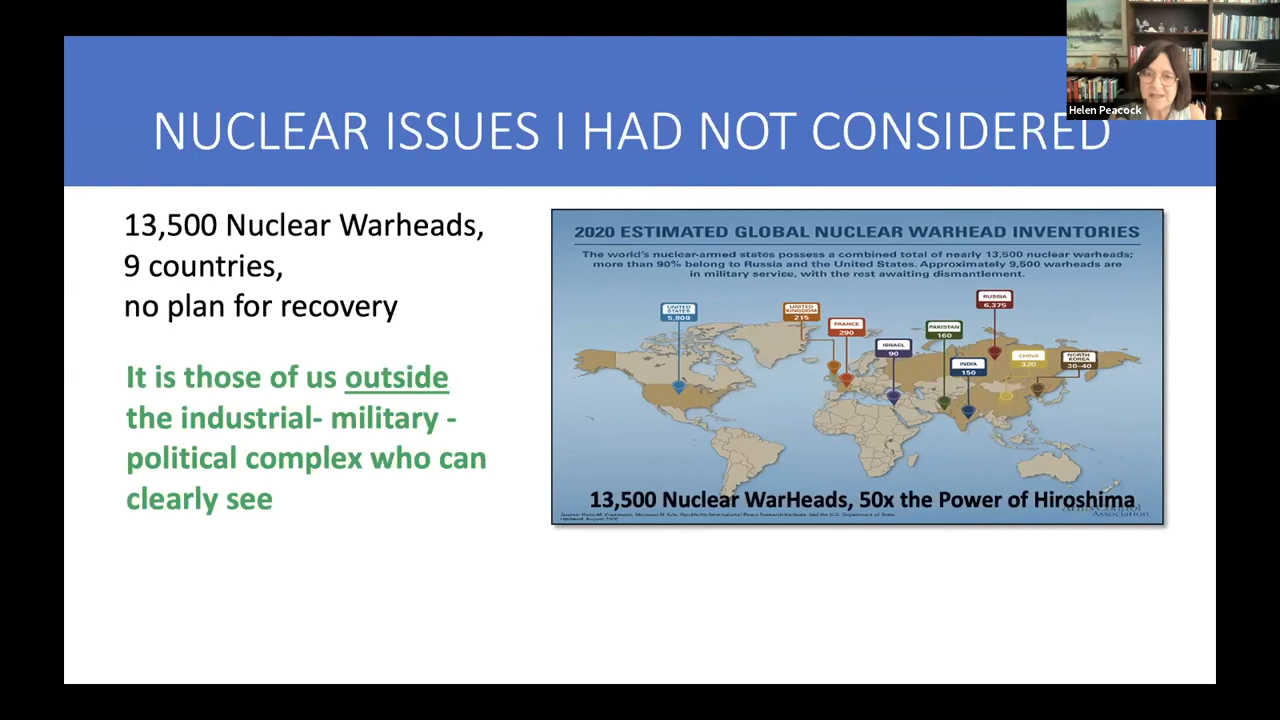 Helen Peacock
NUCLEAR ISSUES I HAD NOT CONSIDERED
13,500 Nuclear Warheads,
9 countries,
no plan for recovery
It is those of us outside
the industrial- military -
political complex who can
clearly see
2020 ESTIMATED GLOBAL NUCLEAR WARHEAD INVENTORIES
The world's nuclear-armed states possess a combined total of nearly 13,500 nuclear warheads;
more than 90% belong to Russia and the United States. Approximately 9,500 warheads are
in military service, with the rest awaiting dismantlement.
UNITED
STATES
5,800
UNITED
KINGDOM
215
FRANCE
290
ISRAEL
90
PAKISTAN
160
INDIA
150
RUSSIA
6,375
CHINA
320
NORTH
KOREA
30–40
13,500 Nuclear WarHeads, 50x the Power of Hiroshima
Arms Control
Association